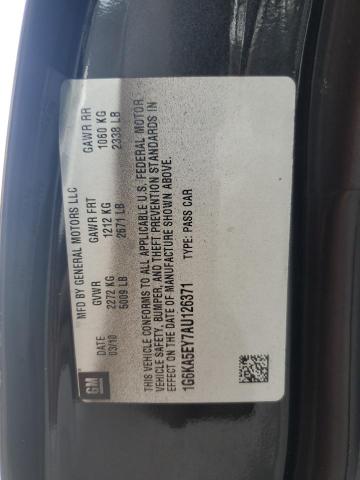 MFD BY GENERAL MOTORS LLC
DATE GVWR GAWR FRT GAWR RR
03/10 2272 KG 1212 KG 1060 KG
5009 LB 2671 LB 2338 LB
THIS VEHICLE CONFORMS TO ALL APPLICABLE U.S. FEDERAL MOTOR
VEHICLE SAFETY, BUMPER, AND THEFT PREVENTION STANDARDS IN
EFFECT ON THE DATE OF MANUFACTURE SHOWN ABOVE.
1G6KA5EY7AU126371 TYPE: PASS CAR
GM